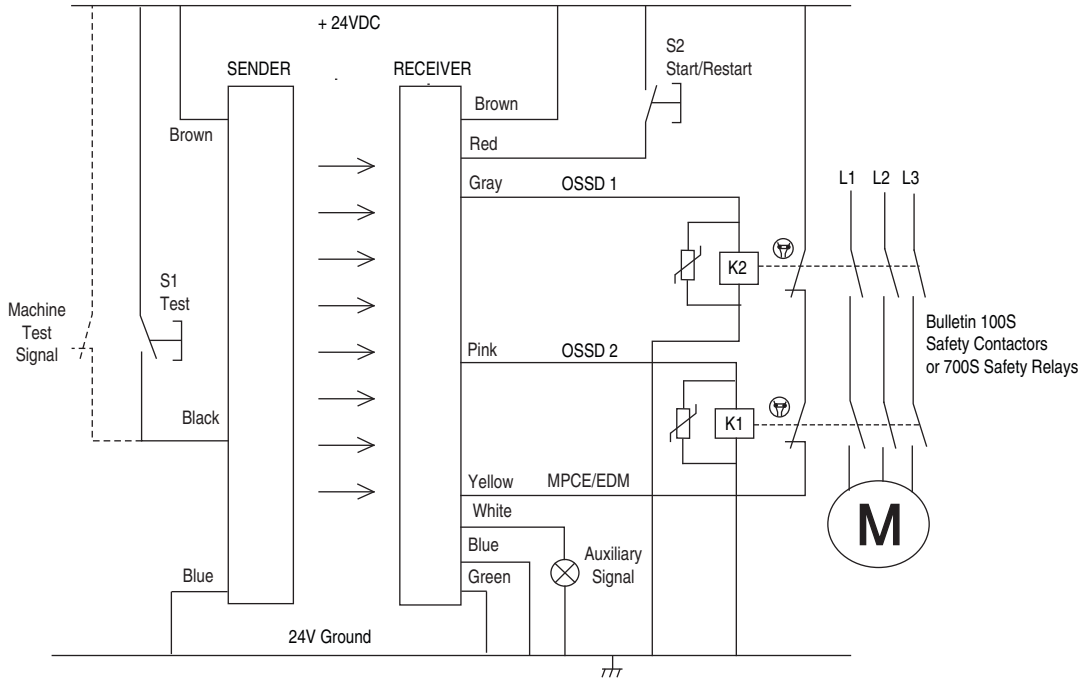 + 24VDC
S2
Start/Restart
SENDER
RECEIVER
Brown
Brown
Red
Gray
OSSD 1
L1
L2
L3
K2
S1
Test
Machine
Test
Signal
Bulletin 100S
Safety Contactors
or 700S Safety Relays
Pink
OSSD 2
Black
K1
Yellow
MPCE/EDM
White
M
Blue
Auxiliary
Signal
Blue
Green
24V Ground